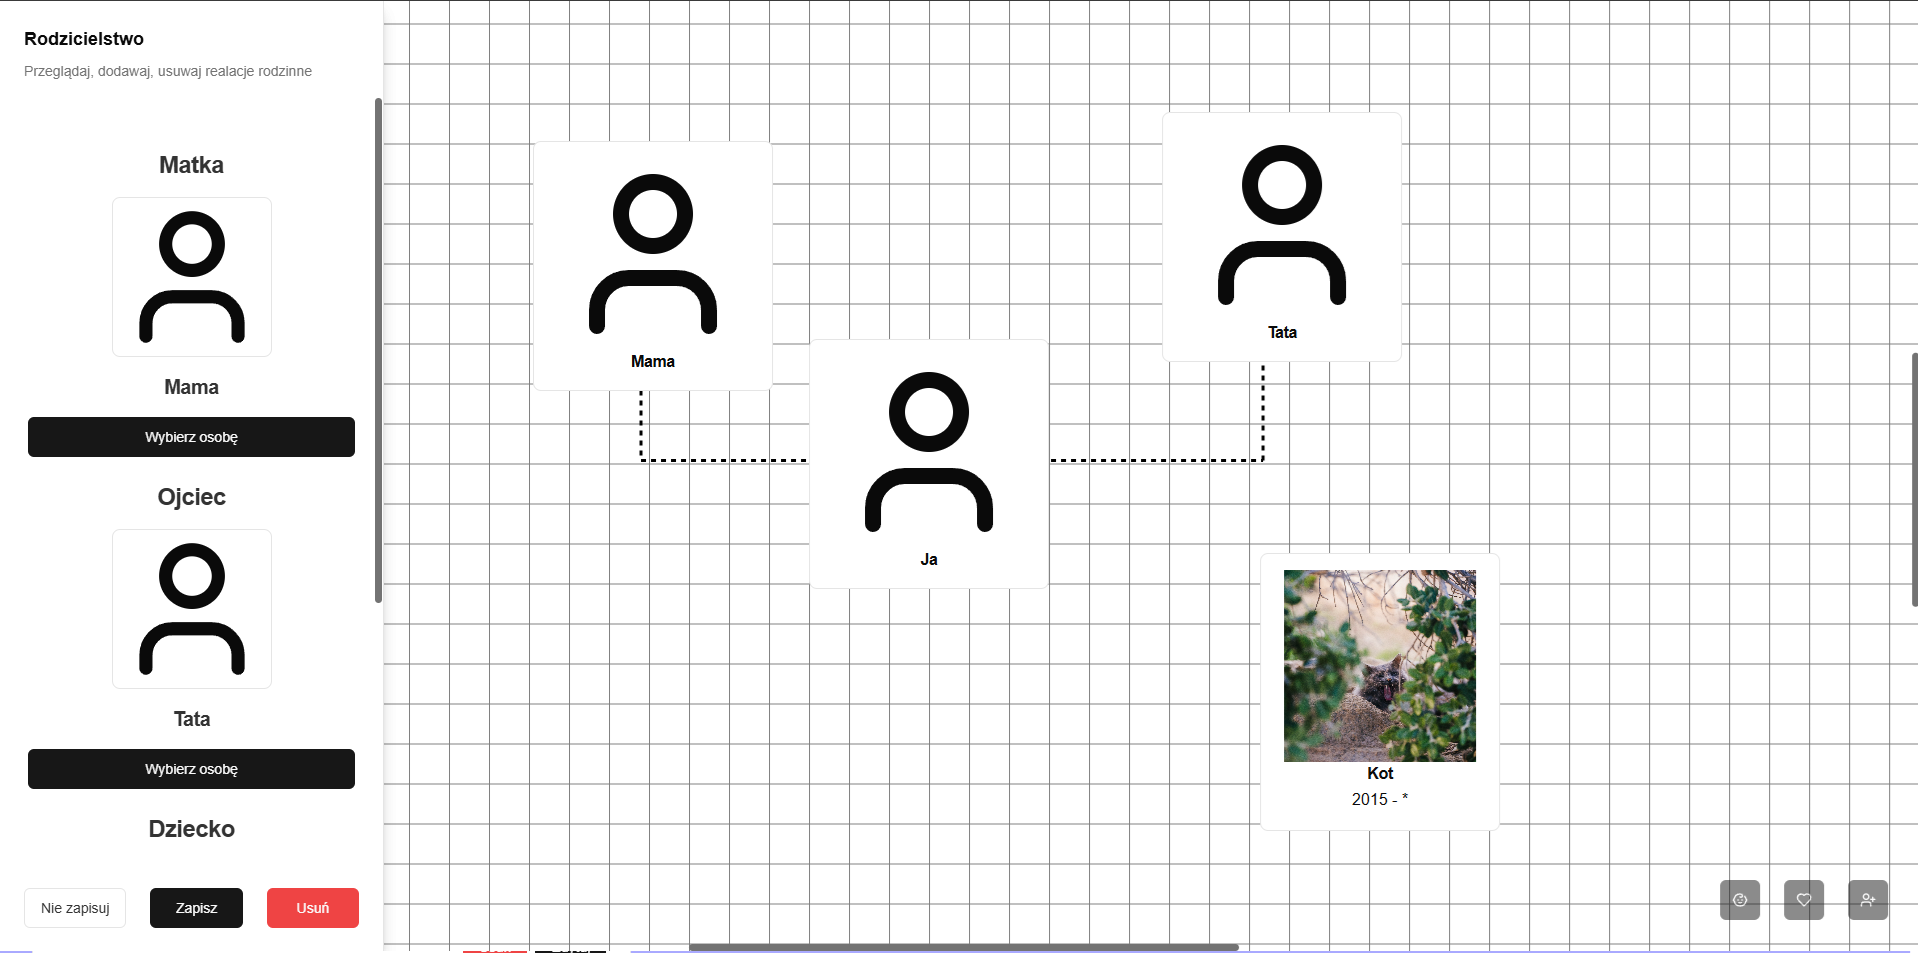 Rodzicielstwo
Przeglądaj, dodawaj, usuwaj realacje rodzinne
Matka
Mama
Wybierz osobę
Ojciec
Tata
Wybierz osobę
Dziecko
Nie zapisuj
Zapisz
Usuń
Mama
Tata
Ja
Kot
2015 - *